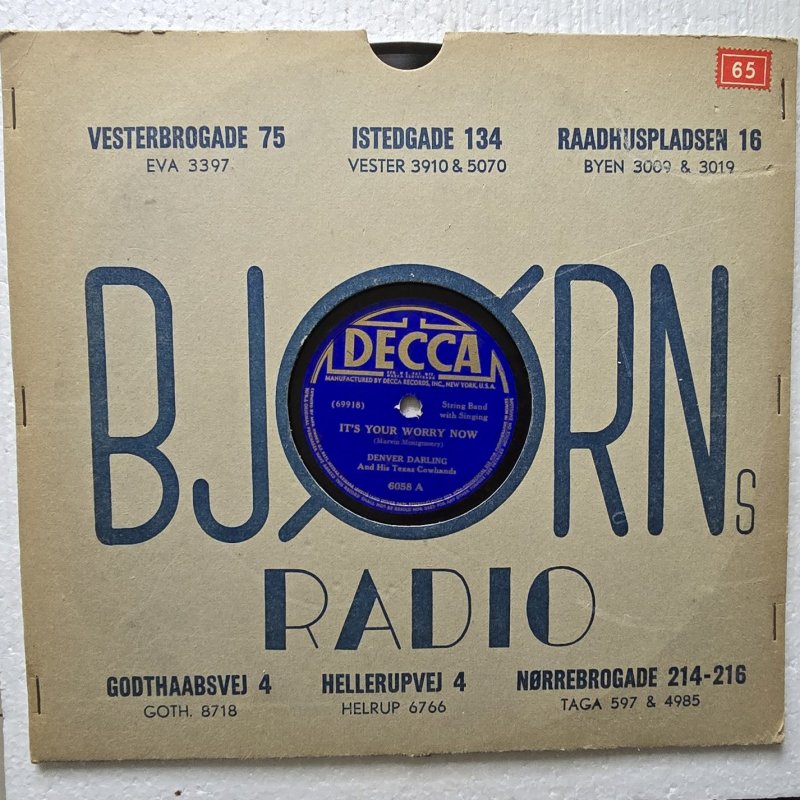 65
VESTERBROGADE 75
EVA 3397
ISTEDGADE 134
VESTER 3910 & 5070
RAADHUSPLADSEN 16
BYEN 3009 & 3019
BJØRNs
DECCA
MANUFACTURED BY DECCA RECORDS, INC., NEW YORK, U.S.A.
(69918)
String Band
with Singing
IT'S YOUR WORRY NOW
(Marvin Montgomery)
DENVER DARLING
And His Texas Cowhands
6058 A
RADIO
GODTHAABSVEJ 4
GOTH. 8718
HELLERUPVEJ 4
HELRUP 6766
NØRREBROGADE 214-216
TAGA 597 & 4985